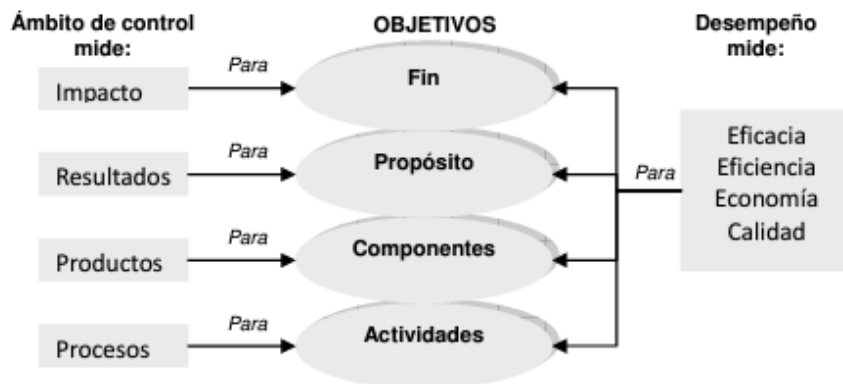 Ámbito de control
mide:
OBJETIVOS
Desempeño
mide:
Impacto
Para
Fin
Resultados
Para
Propósito
Productos
Para
Componentes
Procesos
Para
Actividades
Para
Eficacia
Eficiencia
Economía
Calidad